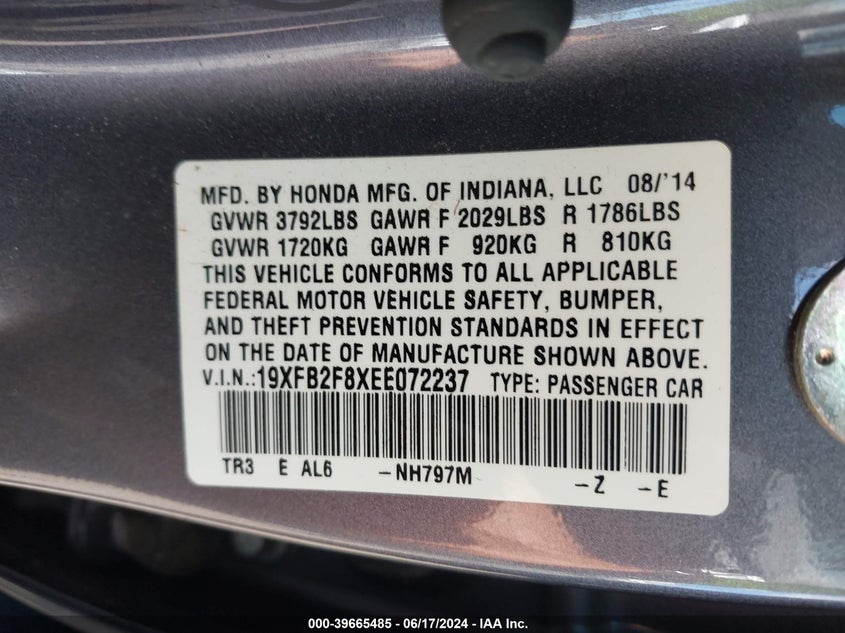 MFD. BY HONDA MFG. OF INDIANA, LLC 08/'14
GVWR 3792LBS GAWR F 2029LBS R 1786LBS
GVWR 1720KG GAWR F 920KG R 810KG
THIS VEHICLE CONFORMS TO ALL APPLICABLE
FEDERAL MOTOR VEHICLE SAFETY, BUMPER,
AND THEFT PREVENTION STANDARDS IN EFFECT
ON THE DATE OF MANUFACTURE SHOWN ABOVE.
V.I.N.:19XFB2F8XEE072237 TYPE: PASSENGER CAR
TR3 E AL6 -NH797M -Z -E
000-39665485 - 06/17/2024 - IAA Inc.